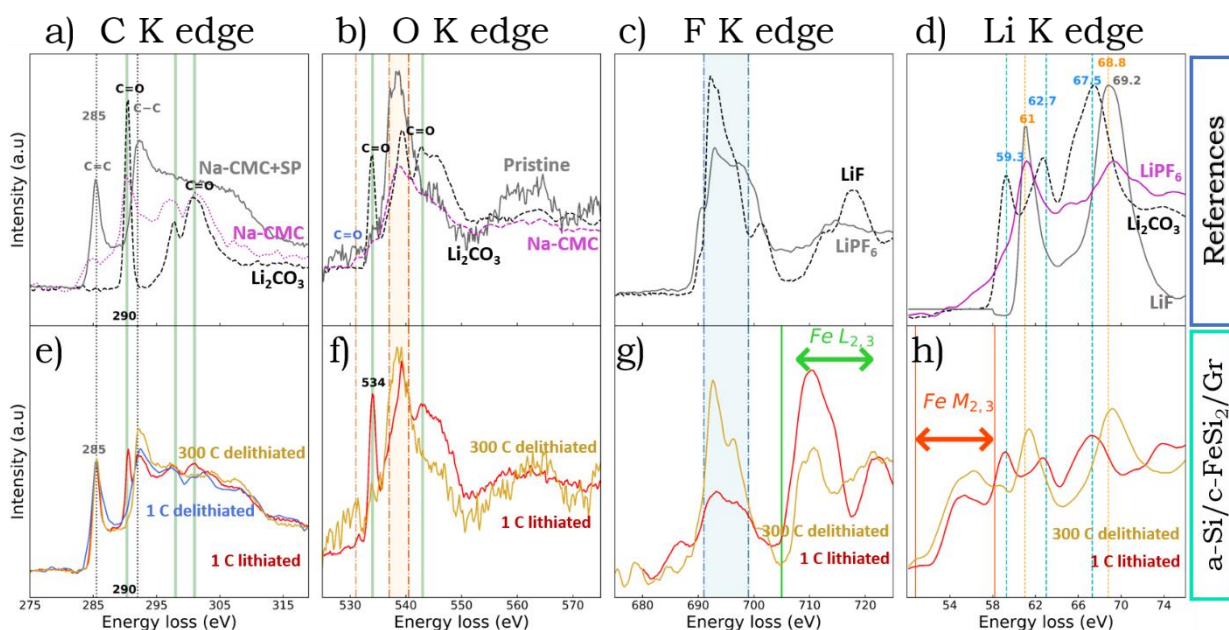 a) C K edge
b) O K edge
c) F K edge
d) Li K edge
C=O
C−C
285
C=C
Na-CMC+SP
C=O
Na-CMC
Li₂CO₃
290
C=O
C=O
Pristine
C=O
Li₂CO₃
Na-CMC
LiF
LiPF₆
68.8
67.5
69.2
62.7
61
59.3
LiPF₆
Li₂CO₃
LiF
References
Intensity (a.u)
e)
285
300 C delithiated
1 C delithiated
1 C lithiated
290
f)
534
300 C delithiated
1 C lithiated
g)
Fe L₂,₃
300 C delithiated
1 C lithiated
h)
Fe M₂,₃
300 C delithiated
1 C lithiated
a-Si/c-FeSi₂/Gr
Intensity (a.u)
275 285 295 305 315
530 540 550 560 570
680 690 700 710 720
54 58 62 66 70 74
Energy loss (eV)
Energy loss (eV)
Energy loss (eV)
Energy loss (eV)